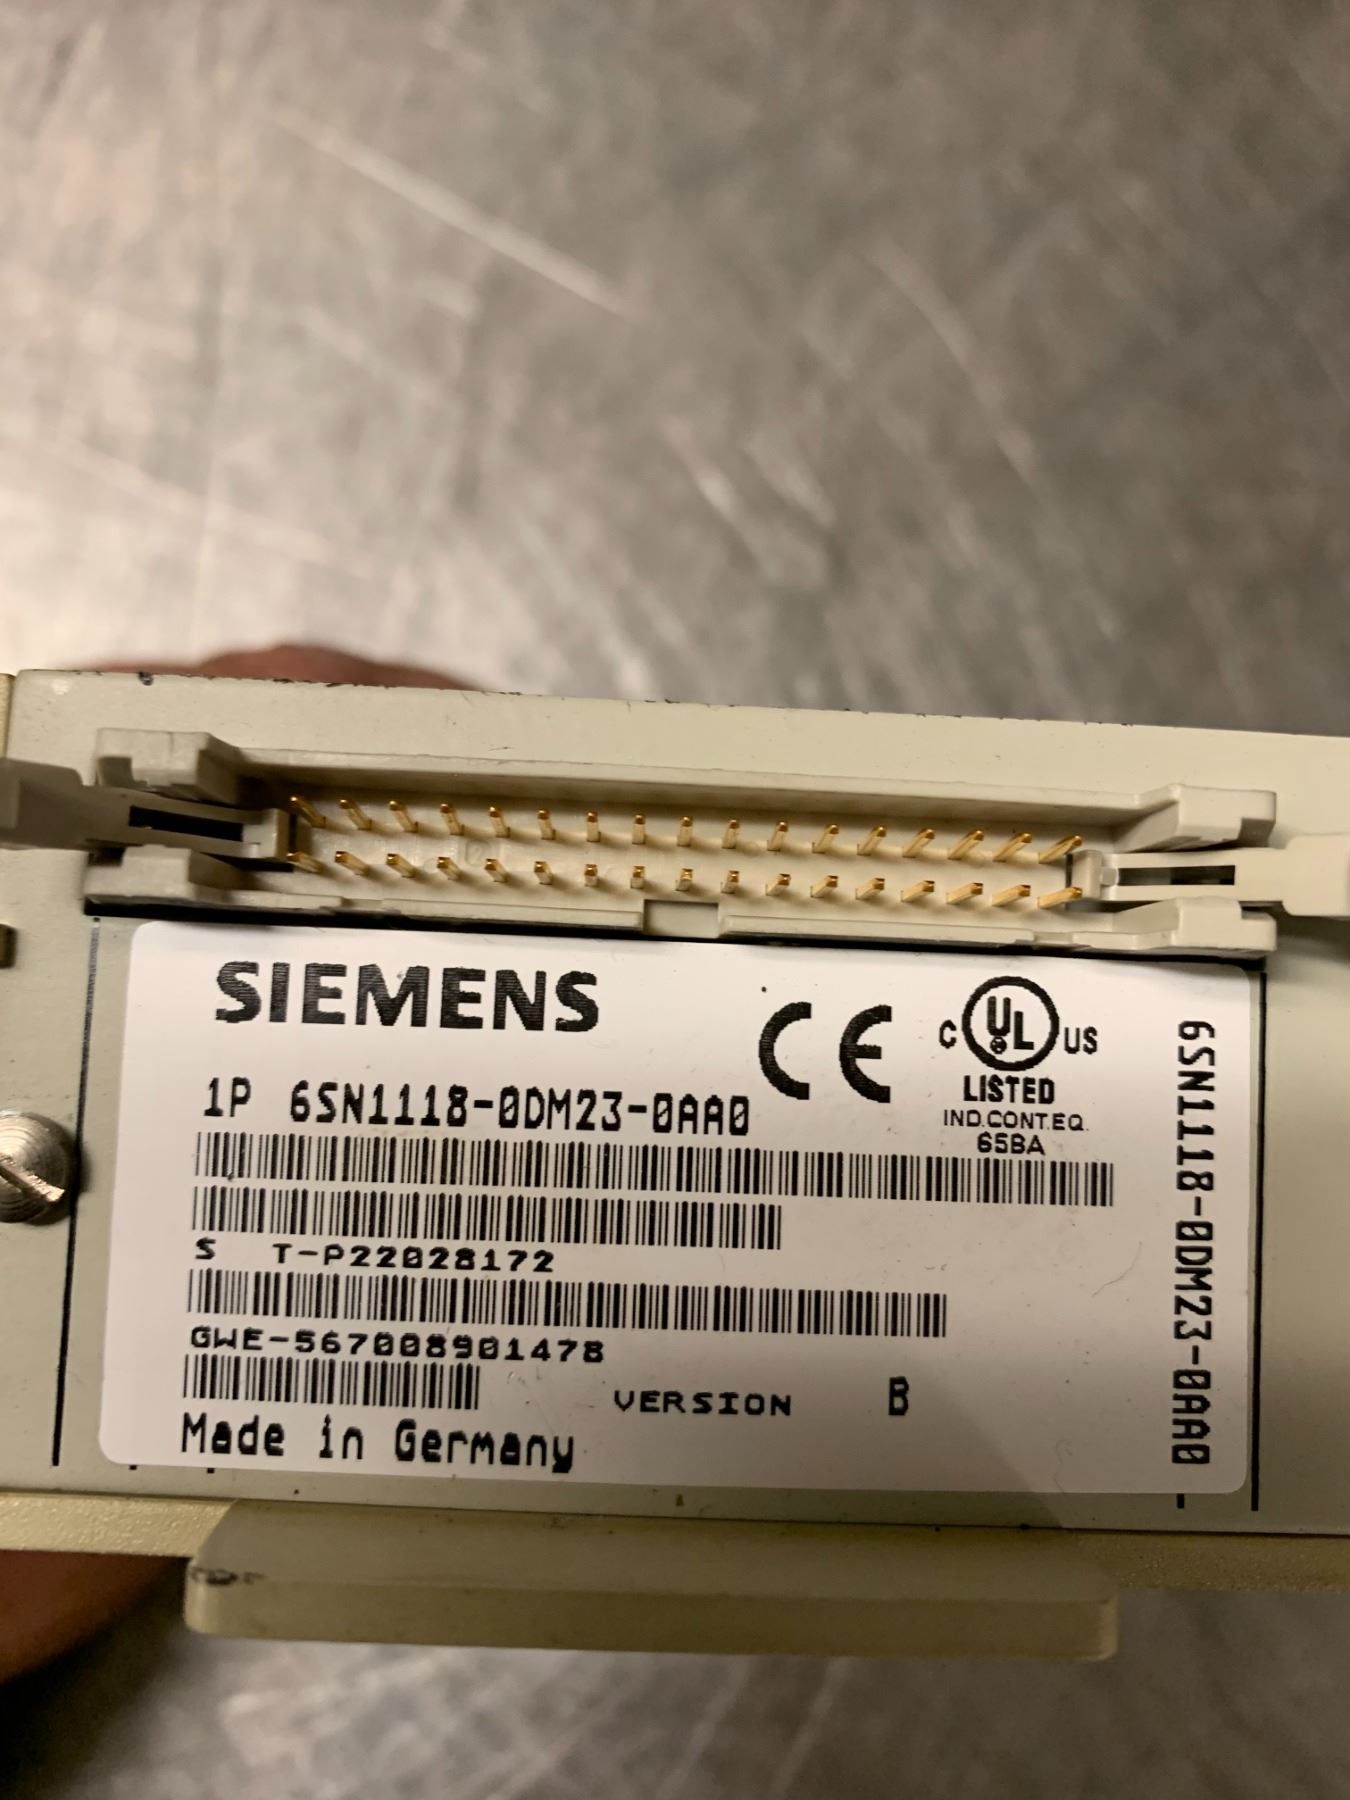 SIEMENS
CE
C UL US
LISTED
IND.CONT.EQ.
65BA
1P 6SN1118-0DM23-0AA0
S T-P22028172
GWE-567008901478
VERSION B
Made in Germany
6SN1118-0DM23-0AA0